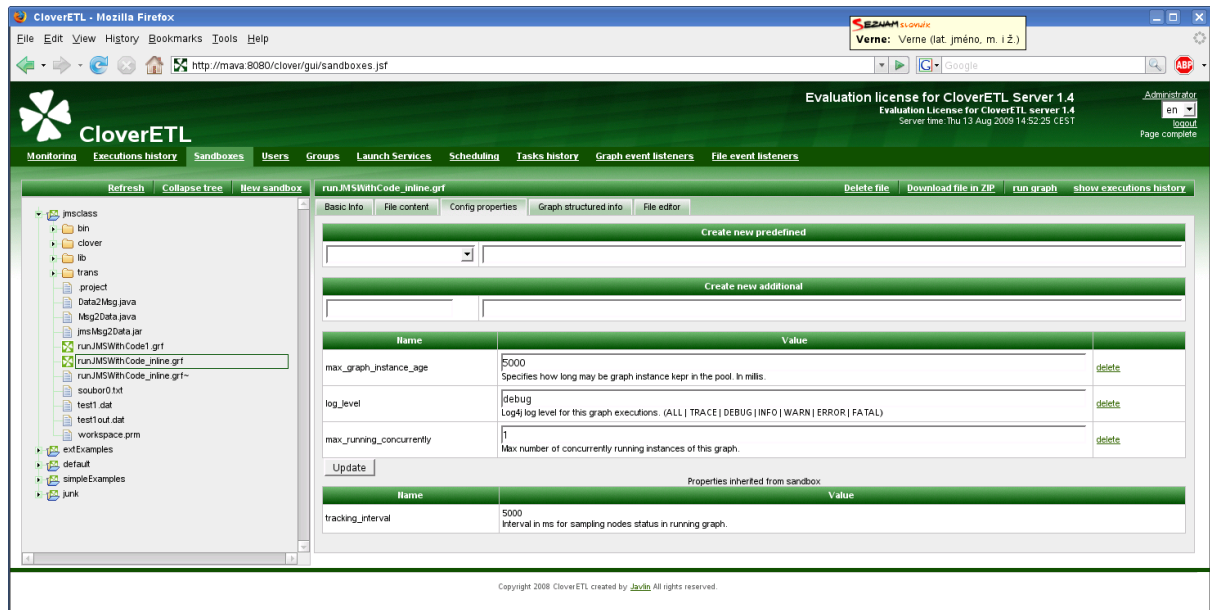 CloverETL - Mozilla Firefox
SEZNAM SLOVNÍK
Verne: Verne (lat. jméno, m. i ž.)
File Edit View History Bookmarks Tools Help
http://mava:8080/clover/gui/sandboxes.jsf
G Google
ABP
CloverETL
Evaluation license for CloverETL Server 1.4
Evaluation License for CloverETL server 1.4
Server time:Thu 13 Aug 2009 14:52:25 CEST
Administrator
en
logout
Page complete
Monitoring Executions history Sandboxes Users Groups Launch Services Scheduling Tasks history Graph event listeners File event listeners
Refresh Collapse tree New sandbox
jmsclass
bin
clover
lib
trans
.project
Data2Msg.java
Msg2Data.java
jmsMsg2Data.jar
runJMSWithCode1.grf
runJMSWithCode_inline.grf
runJMSWithCode_inline.grf~
soubor0.txt
test1.dat
test1out.dat
workspace.prm
extExamples
default
simpleExamples
junk
runJMSWithCode_inline.grf Delete file Download file in ZIP run graph show executions history
Basic Info File content Config properties Graph structured info File editor
Create new predefined
Create new additional
Name Value
max_graph_instance_age 5000 delete
Specifies how long may be graph instance kepr in the pool. In millis.
log_level debug delete
Log4j log level for this graph executions. (ALL | TRACE | DEBUG | INFO | WARN | ERROR | FATAL)
max_running_concurrently 1 delete
Max number of concurrently running instances of this graph.
Update
Properties inherited from sandbox
Name Value
tracking_interval 5000
Interval in ms for sampling nodes status in running graph.
Copyright 2008 CloverETL created by Javlin All rights reserved.